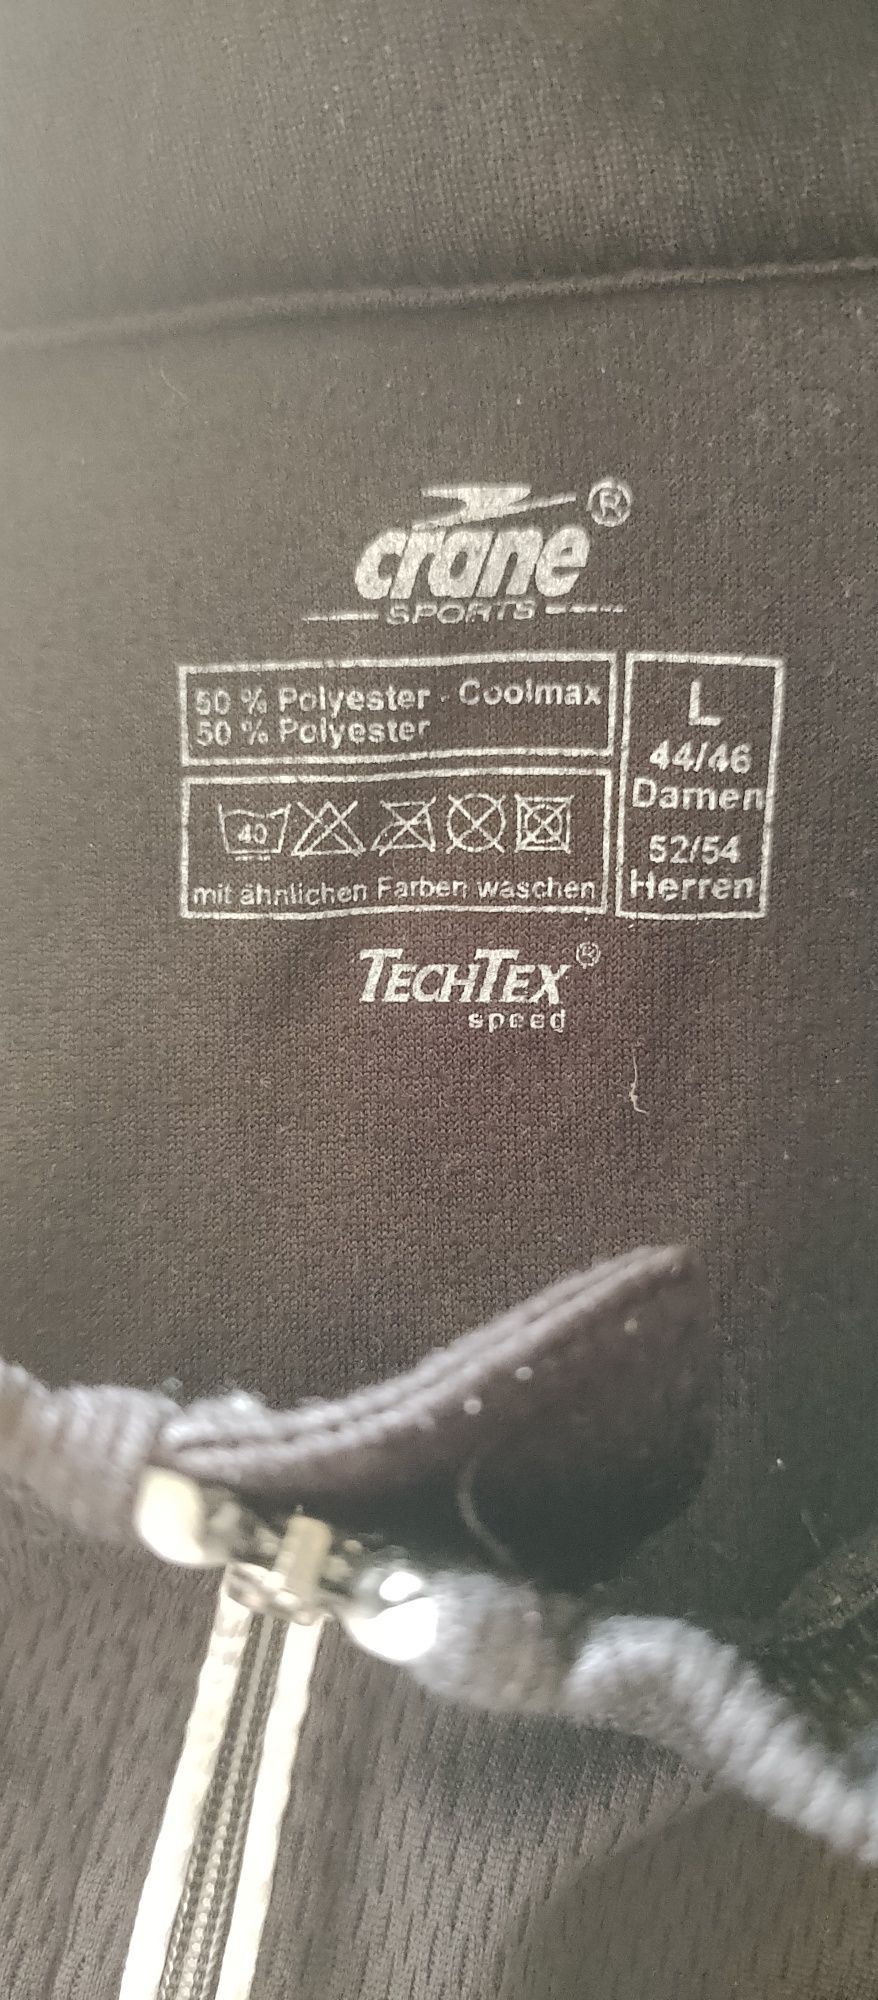 crane®
SPORTS
50 % Polyester - Coolmax
50 % Polyester
40
mit ähnlichen Farben waschen
L
44/46
Damen
52/54
Herren
TECHTEX®
speed